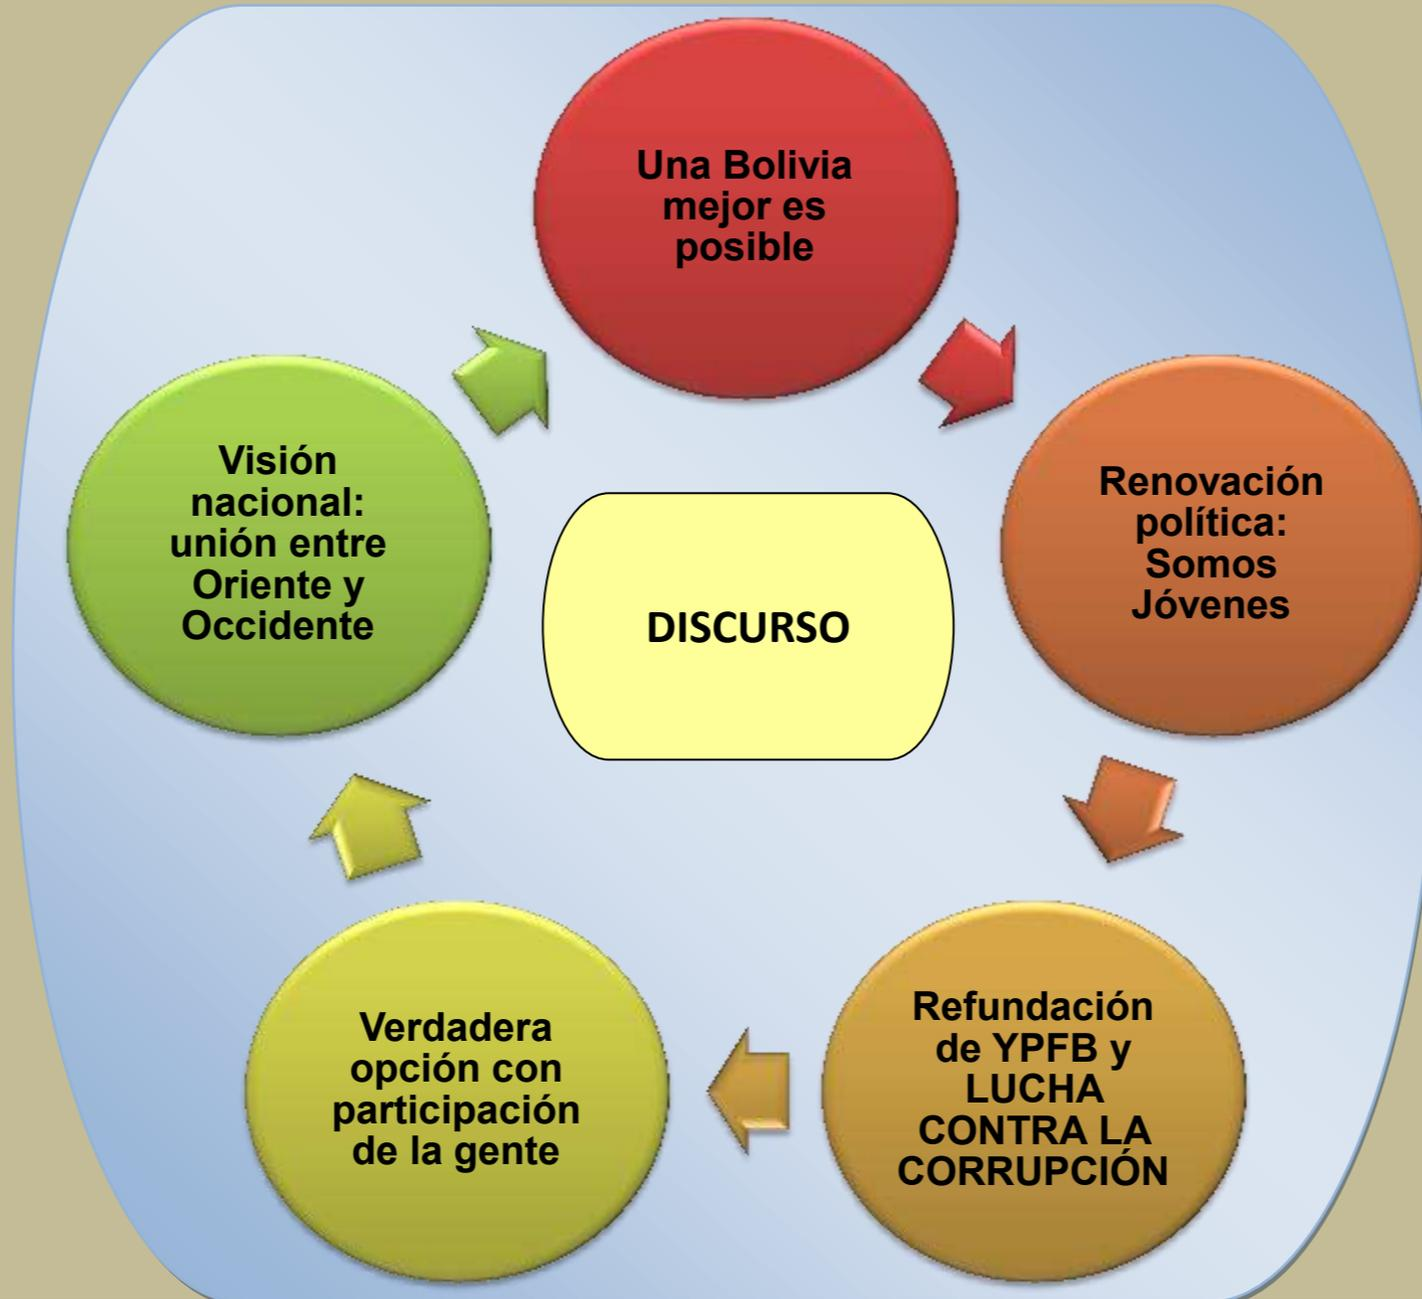 Una Bolivia
mejor es
posible
Renovación
política:
Somos
Jóvenes
Refundación
de YPFB y
LUCHA
CONTRA LA
CORRUPCIÓN
Verdadera
opción con
participación
de la gente
Visión
nacional:
unión entre
Oriente y
Occidente
DISCURSO